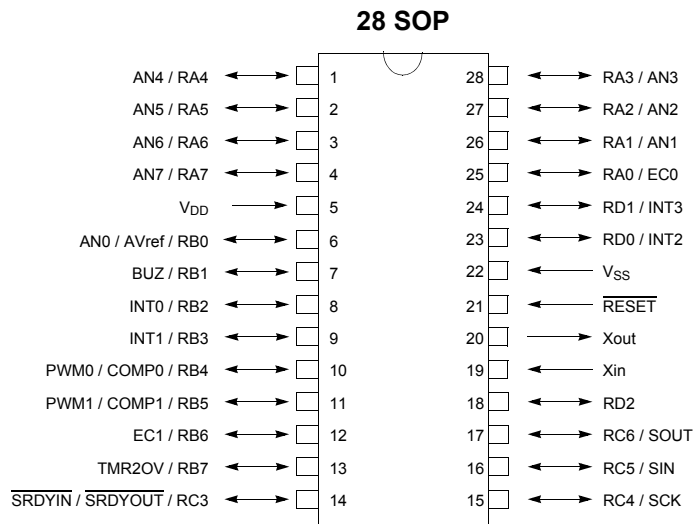 28 SOP
AN4 / RA4 1 28 RA3 / AN3
AN5 / RA5 2 27 RA2 / AN2
AN6 / RA6 3 26 RA1 / AN1
AN7 / RA7 4 25 RA0 / EC0
VDD 5 24 RD1 / INT3
AN0 / AVref / RB0 6 23 RD0 / INT2
BUZ / RB1 7 22 VSS
INT0 / RB2 8 21 RESET
INT1 / RB3 9 20 Xout
PWM0 / COMP0 / RB4 10 19 Xin
PWM1 / COMP1 / RB5 11 18 RD2
EC1 / RB6 12 17 RC6 / SOUT
TMR2OV / RB7 13 16 RC5 / SIN
SRDYIN / SRDYOUT / RC3 14 15 RC4 / SCK